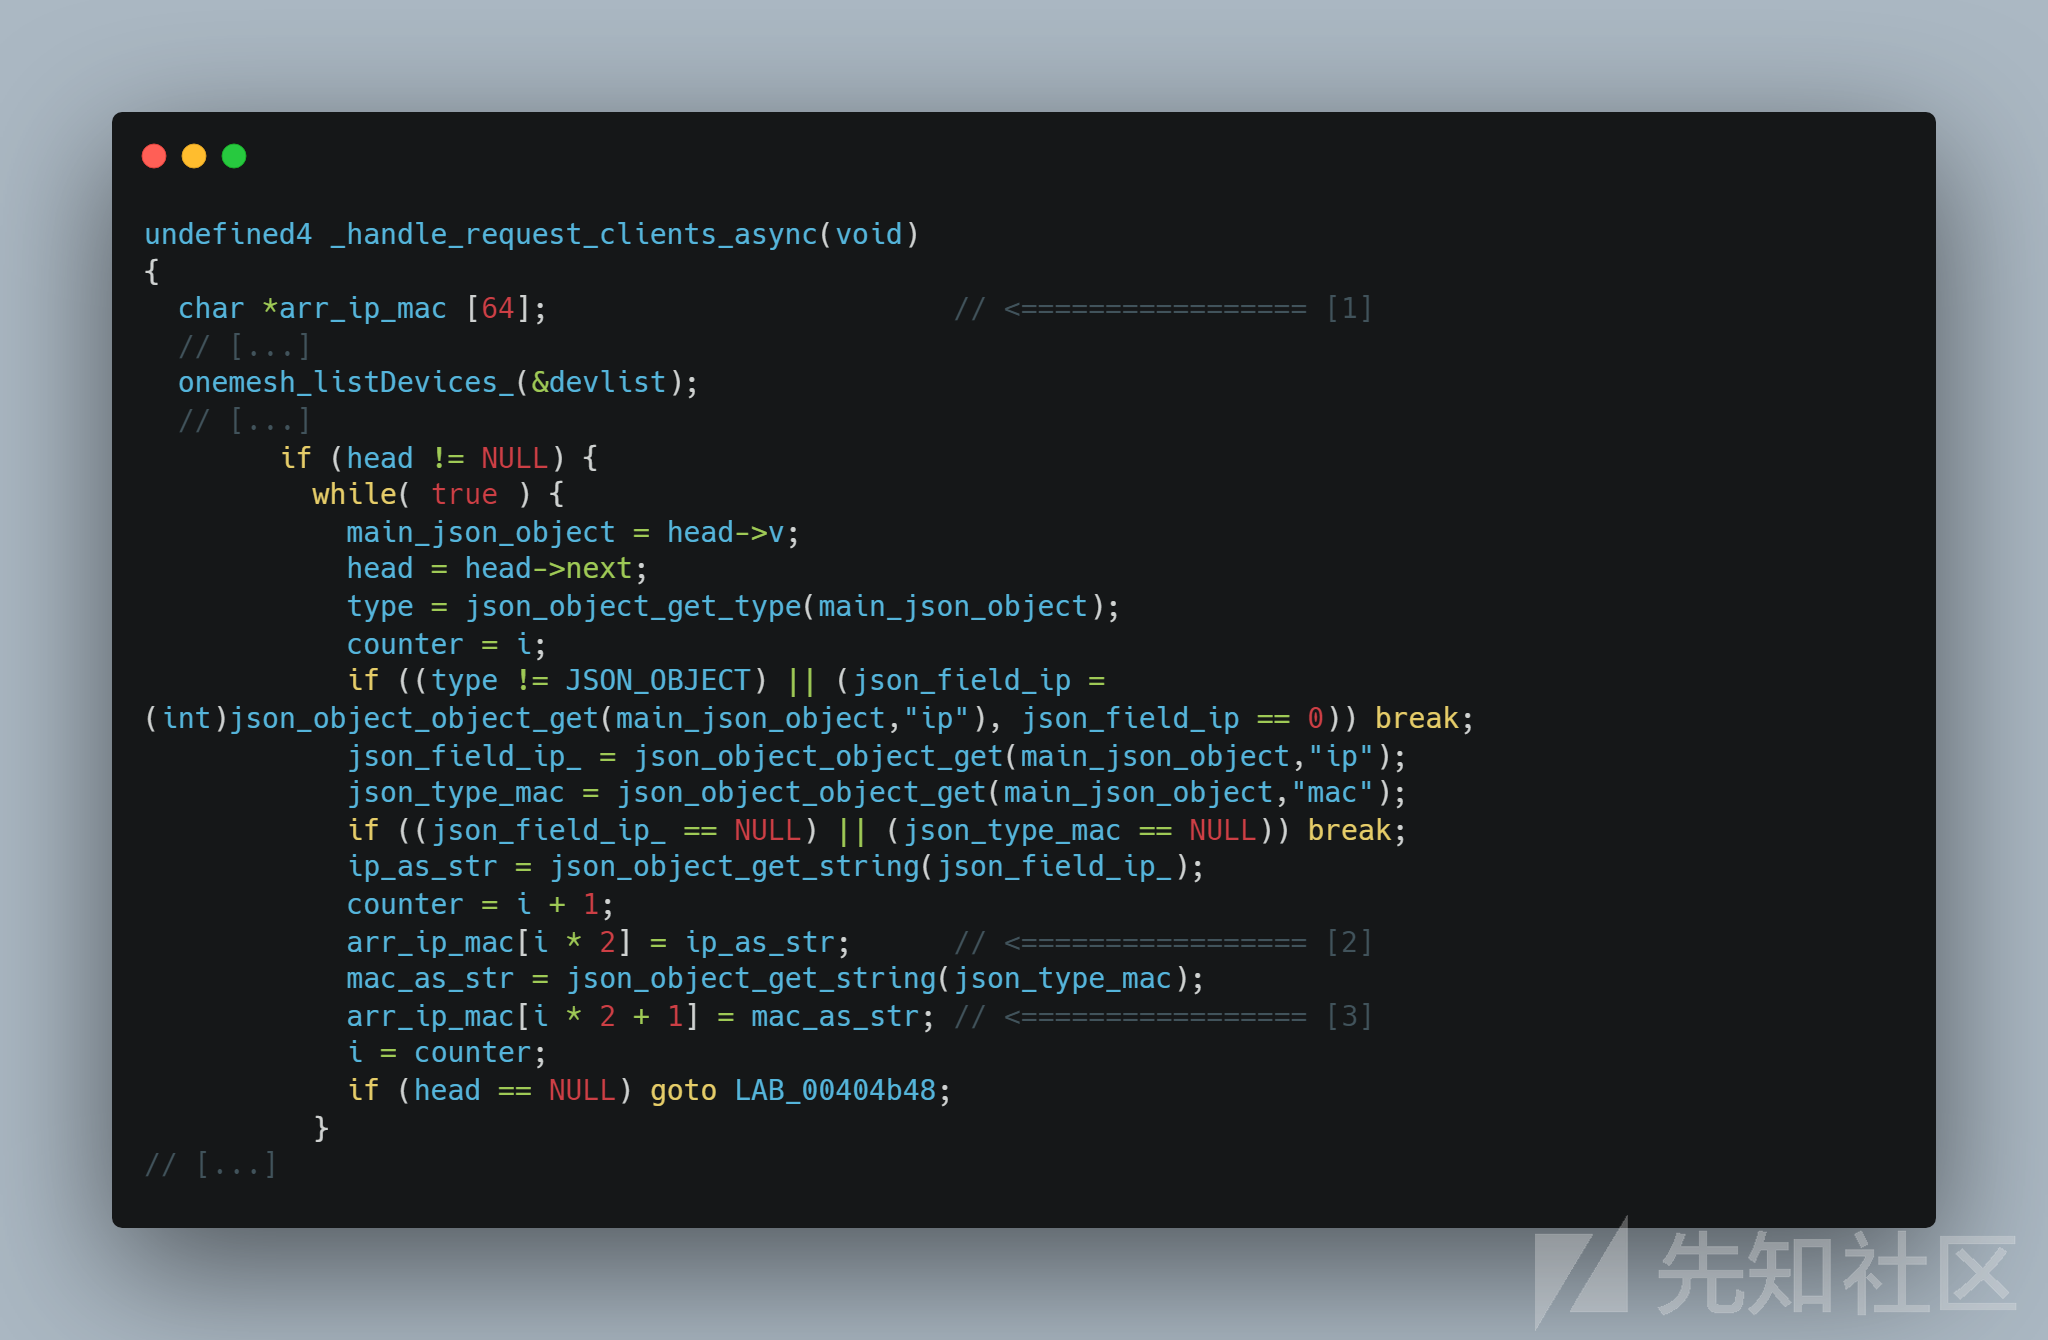 undefined4 _handle_request_clients_async(void)
{
  char *arr_ip_mac [64];                        // <================= [1]
  // [...]
  onemesh_listDevices_(&devlist);
  // [...]
        if (head != NULL) {
          while( true ) {
            main_json_object = head->v;
            head = head->next;
            type = json_object_get_type(main_json_object);
            counter = i;
            if ((type != JSON_OBJECT) || (json_field_ip =
(int)json_object_object_get(main_json_object,"ip"), json_field_ip == 0)) break;
            json_field_ip_ = json_object_object_get(main_json_object,"ip");
            json_type_mac = json_object_object_get(main_json_object,"mac");
            if ((json_field_ip_ == NULL) || (json_type_mac == NULL)) break;
            ip_as_str = json_object_get_string(json_field_ip_);
            counter = i + 1;
            arr_ip_mac[i * 2] = ip_as_str;      // <================= [2]
            mac_as_str = json_object_get_string(json_type_mac);
            arr_ip_mac[i * 2 + 1] = mac_as_str; // <================= [3]
            i = counter;
            if (head == NULL) goto LAB_00404b48;
          }
// [...]
先知社区